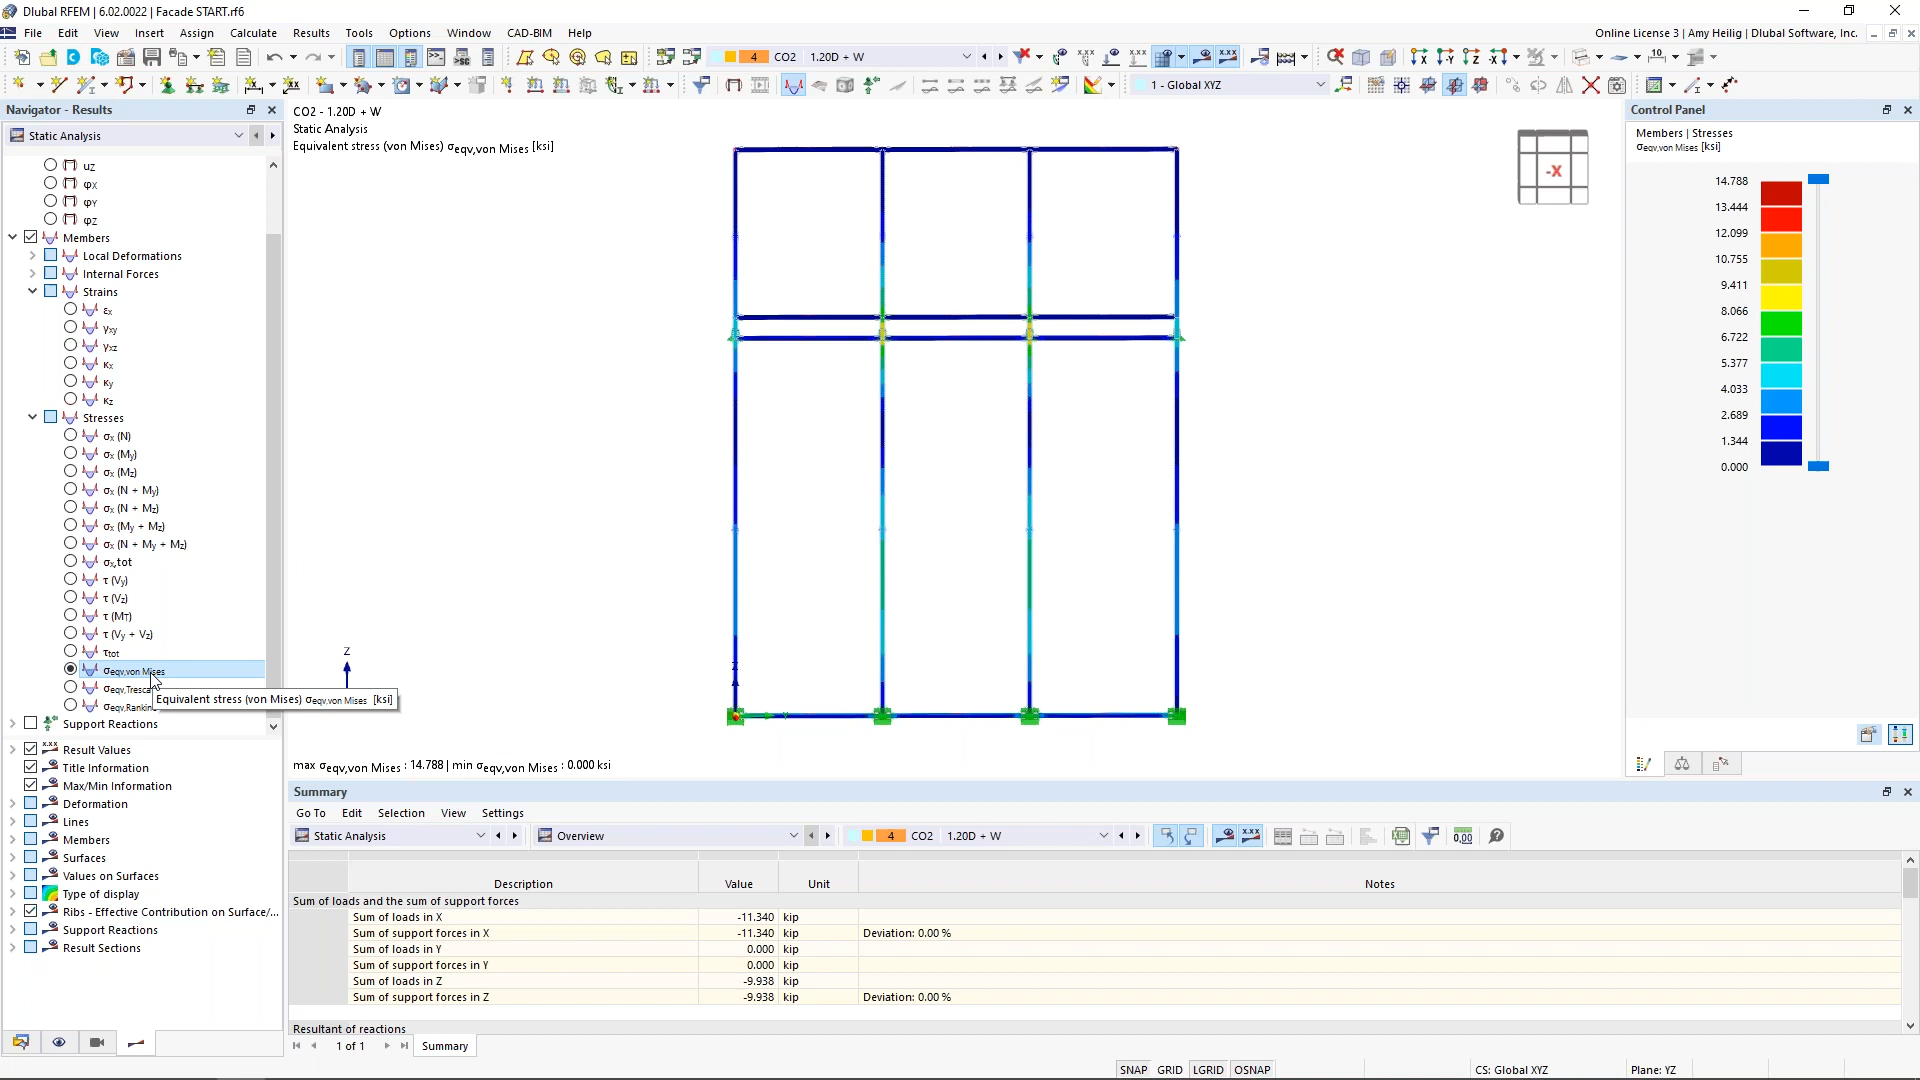 Dlubal RFEM | 6.02.0022 | Facade START.rf6
File Edit View Insert Assign Calculate Results Tools Options Window CAD-BIM Help
Online License 3 | Amy Heilig | Dlubal Software, Inc.
4 CO2 1.20D + W
1 - Global XYZ
Navigator - Results
Static Analysis
uZ
φX
φY
φZ
Members
Local Deformations
Internal Forces
Strains
εx
γxy
γxz
κx
κy
κz
Stresses
σx (N)
σx (My)
σx (Mz)
σx (N + My)
σx (N + Mz)
σx (My + Mz)
σx (N + My + Mz)
σx,tot
τ (Vy)
τ (Vz)
τ (MT)
τ (Vy + Vz)
τtot
σeqv,von Mises
σeqv,Tresca
σeqv,Rankin
Equivalent stress (von Mises) σeqv,von Mises [ksi]
Support Reactions
Result Values
Title Information
Max/Min Information
Deformation
Lines
Members
Surfaces
Values on Surfaces
Type of display
Ribs - Effective Contribution on Surface/...
Support Reactions
Result Sections
CO2 - 1.20D + W
Static Analysis
Equivalent stress (von Mises) σeqv,von Mises [ksi]
-X
Z
Z
Y
max σeqv,von Mises : 14.788 | min σeqv,von Mises : 0.000 ksi
Control Panel
Members | Stresses
σeqv,von Mises [ksi]
14.788
13.444
12.099
10.755
9.411
8.066
6.722
5.377
4.033
2.689
1.344
0.000
Summary
Go To Edit Selection View Settings
Static Analysis Overview 4 CO2 1.20D + W
Description Value Unit Notes
Sum of loads and the sum of support forces
Sum of loads in X -11.340 kip
Sum of support forces in X -11.340 kip Deviation: 0.00 %
Sum of loads in Y 0.000 kip
Sum of support forces in Y 0.000 kip
Sum of loads in Z -9.938 kip
Sum of support forces in Z -9.938 kip Deviation: 0.00 %
Resultant of reactions
1 of 1 Summary
SNAP GRID LGRID OSNAP CS: Global XYZ Plane: YZ